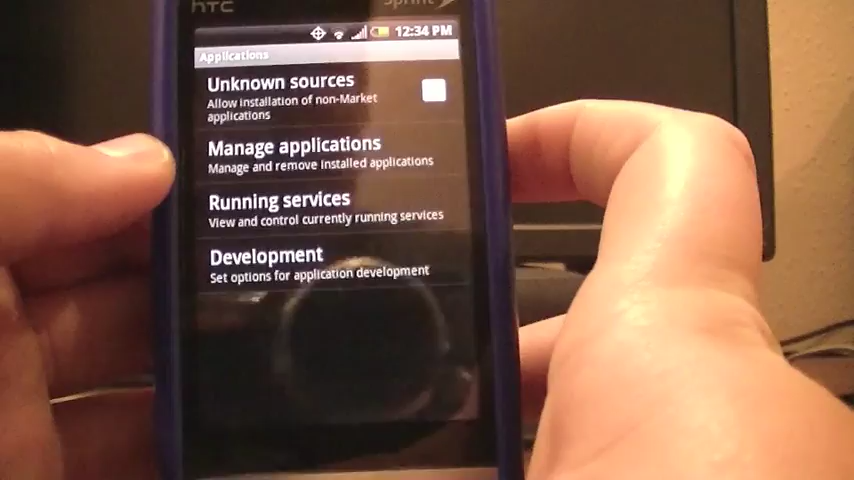 hTC
Sprint
12:34 PM
Applications
Unknown sources
Allow installation of non-Market
applications
Manage applications
Manage and remove installed applications
Running services
View and control currently running services
Development
Set options for application development